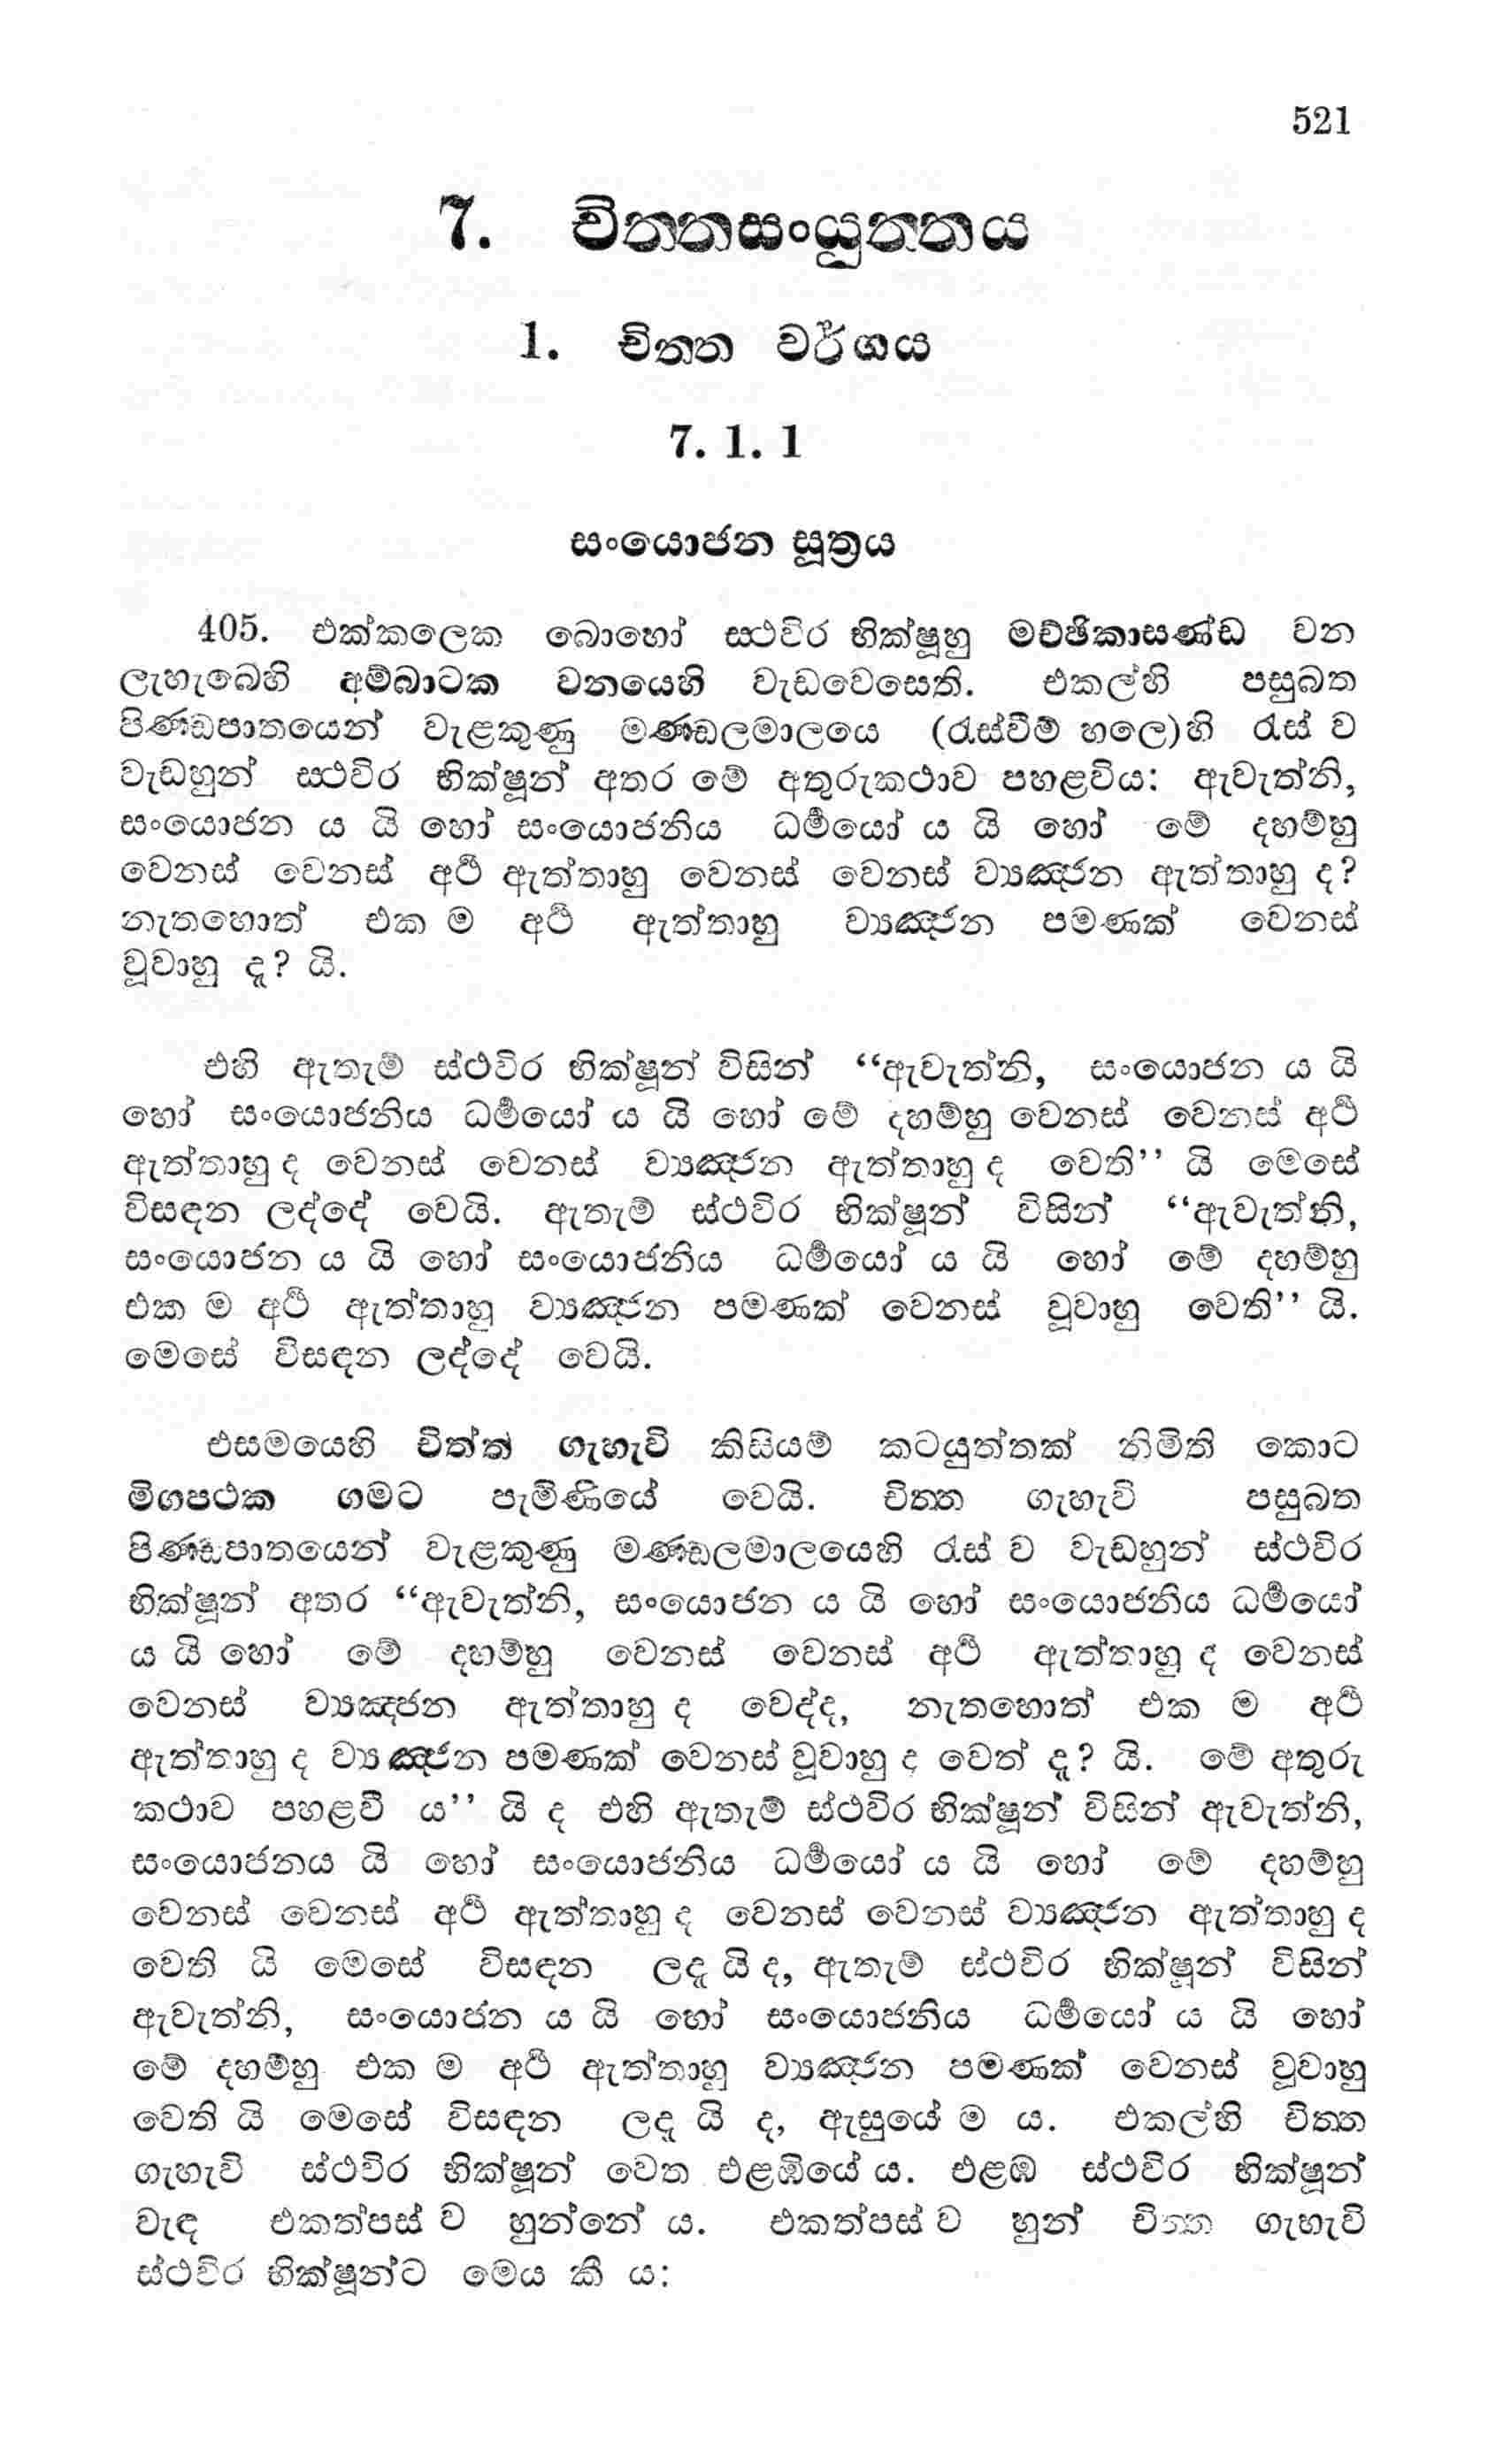 521
7. චිත්තසංයුත්තය
1. චිත්ත වර්ගය
7. 1. 1
සංයොජන සූත්‍රය
405. එක්කලෙක බොහෝ ස්ථවිර භික්ෂූහු මච්ඡිකාසණ්ඩ වන
ලැහැබෙහි අම්බාටක වනයෙහි වැඩවෙසෙති. එකල්හි පසුබත
පිණ්ඩපාතයෙන් වැළකුණු මණ්ඩලමාලයෙ (රැස්වීම් හලෙ)හි රැස් ව
වැඩහුන් ස්ථවිර භික්ෂූන් අතර මේ අතුරුකථාව පහළවිය: ඇවැත්නි,
සංයොජන ය යි හෝ සංයොජනිය ධර්‍මයෝ ය යි හෝ මේ දහම්හු
වෙනස් වෙනස් අර්‍ථ ඇත්තාහු වෙනස් වෙනස් ව්‍යඤ්ජන ඇත්තාහු ද?
නැතහොත් එක ම අර්‍ථ ඇත්තාහු ව්‍යඤ්ජන පමණක් වෙනස්
වූවාහු දැ? යි.
එහි ඇතැම් ස්ථවිර භික්ෂූන් විසින් “ඇවැත්නි, සංයොජන ය යි
හෝ සංයොජනිය ධර්‍මයෝ ය යි හෝ මේ දහම්හු වෙනස් වෙනස් අර්‍ථ
ඇත්තාහු ද වෙනස් වෙනස් ව්‍යඤ්ජන ඇත්තාහු ද වෙති” යි මෙසේ
විසඳන ලද්දේ වෙයි. ඇතැම් ස්ථවිර භික්ෂූන් විසින් “ඇවැත්නි,
සංයොජන ය යි හෝ සංයොජනිය ධර්‍මයෝ ය යි හෝ මේ දහම්හු
එක ම අර්‍ථ ඇත්තාහු ව්‍යඤ්ජන පමණක් වෙනස් වූවාහු වෙති” යි.
මෙසේ විසඳන ලද්දේ වෙයි.
එසමයෙහි චිත්ත ගැහැවි කිසියම් කටයුත්තක් නිමිති කොට
මිගපථක ගමට පැමිණියේ වෙයි. චිත්ත ගැහැවි පසුබත
පිණ්ඩපාතයෙන් වැළකුණු මණ්ඩලමාලයෙහි රැස් ව වැඩහුන් ස්ථවිර
භික්ෂූන් අතර “ඇවැත්නි, සංයොජන ය යි හෝ සංයොජනිය ධර්‍මයෝ
ය යි හෝ මේ දහම්හු වෙනස් වෙනස් අර්‍ථ ඇත්තාහු ද වෙනස්
වෙනස් ව්‍යඤ්ජන ඇත්තාහු ද වෙද්ද, නැතහොත් එක ම අර්‍ථ
ඇත්තාහු ද ව්‍යඤ්ජන පමණක් වෙනස් වූවාහු ද වෙත් දැ? යි. මේ අතුරු
කථාව පහළවී ය” යි ද එහි ඇතැම් ස්ථවිර භික්ෂූන් විසින් ඇවැත්නි,
සංයොජනය යි හෝ සංයොජනිය ධර්‍මයෝ ය යි හෝ මේ දහම්හු
වෙනස් වෙනස් අර්‍ථ ඇත්තාහු ද වෙනස් වෙනස් ව්‍යඤ්ජන ඇත්තාහු ද
වෙති යි මෙසේ විසඳන ලදැ යි ද, ඇතැම් ස්ථවිර භික්ෂූන් විසින්
ඇවැත්නි, සංයොජන ය යි හෝ සංයොජනිය ධර්‍මයෝ ය යි හෝ
මේ දහම්හු එක ම අර්‍ථ ඇත්තාහු ව්‍යඤ්ජන පමණක් වෙනස් වූවාහු
වෙති යි මෙසේ විසඳන ලදැ යි ද, ඇසුයේ ම ය. එකල්හි චිත්ත
ගැහැවි ස්ථවිර භික්ෂූන් වෙත එළඹියේ ය. එළඹ ස්ථවිර භික්ෂූන්
වැඳ එකත්පස් ව හුන්නේ ය. එකත්පස් ව හුන් චිත්ත ගැහැවි
ස්ථවිර භික්ෂූන්ට මෙය කී ය: